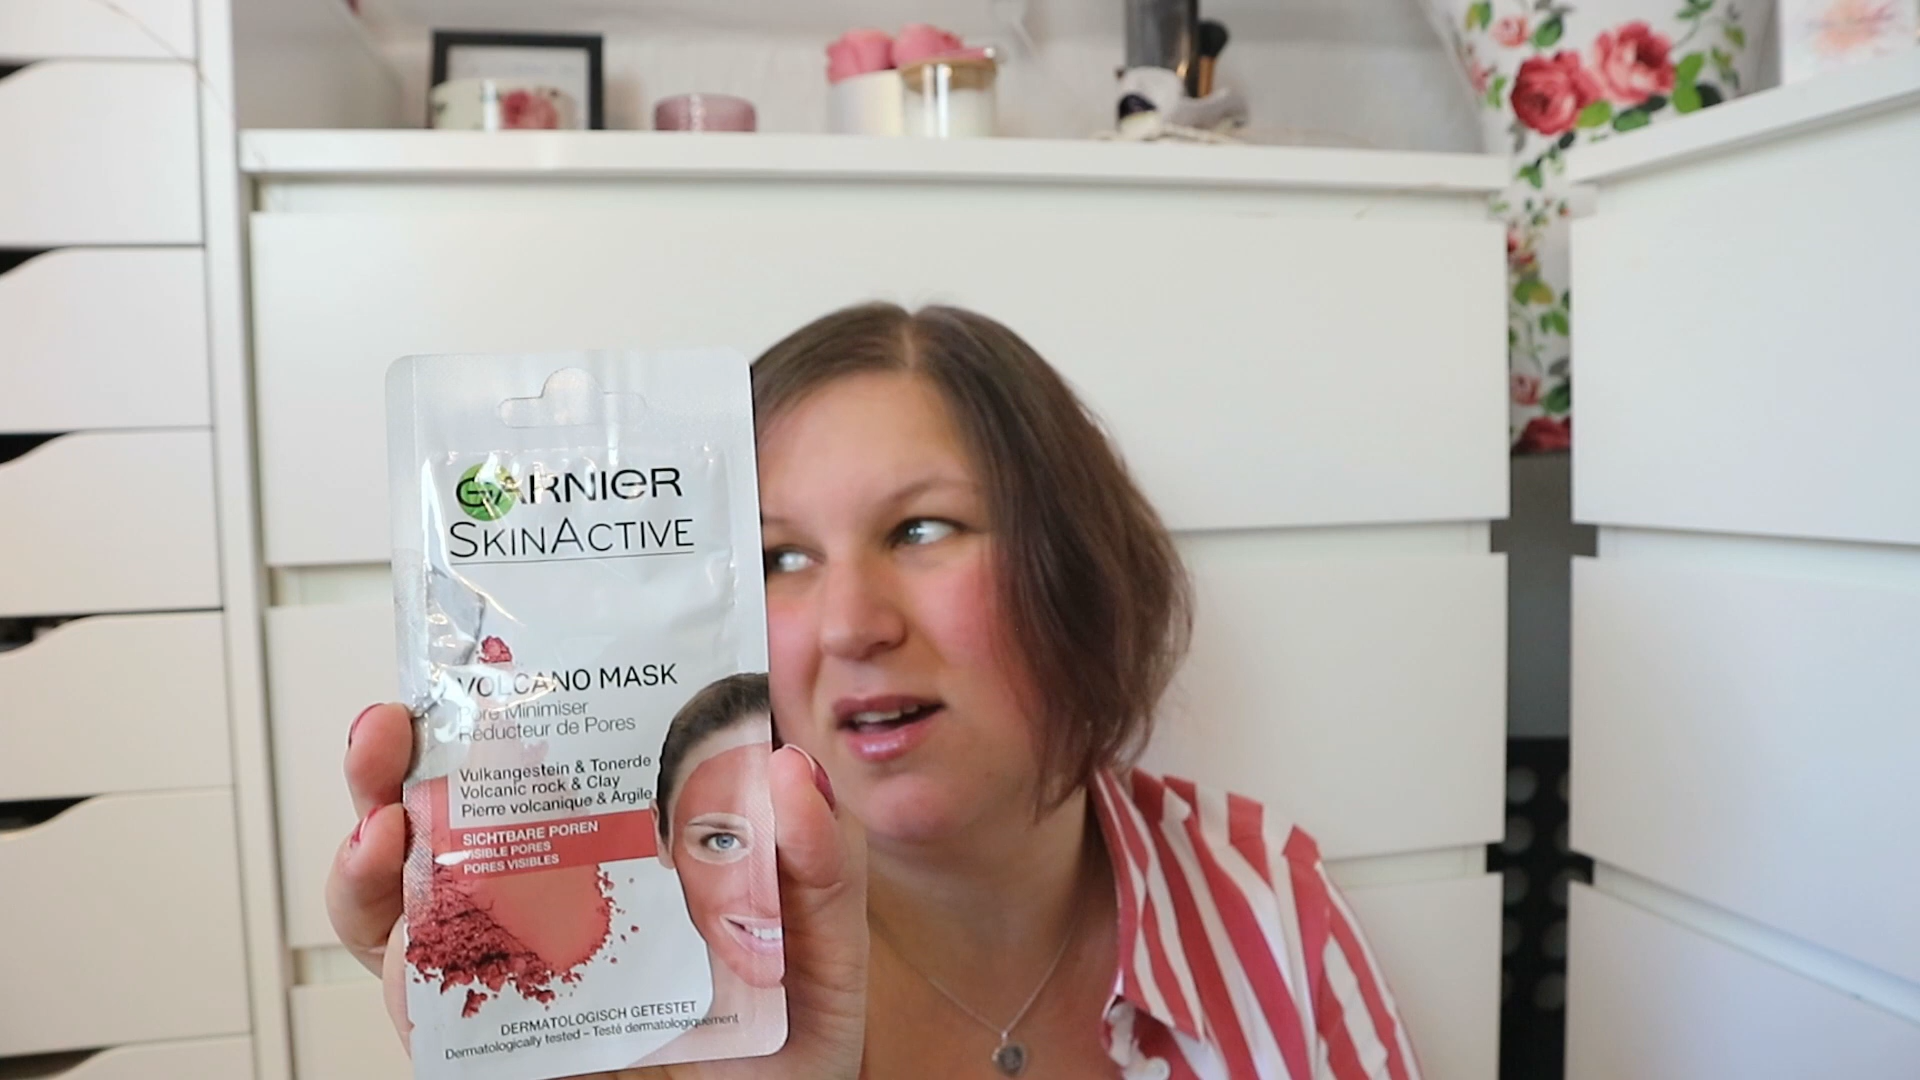 GARNIER
SKINACTIVE
VOLCANO MASK
Pore Minimiser
Réducteur de Pores
Vulkangestein & Tonerde
Volcanic rock & Clay
Pierre volcanique & Argile
SICHTBARE POREN
VISIBLE PORES
PORES VISIBLES
DERMATOLOGISCH GETESTET
Dermatologically tested – Testé dermatologiquement